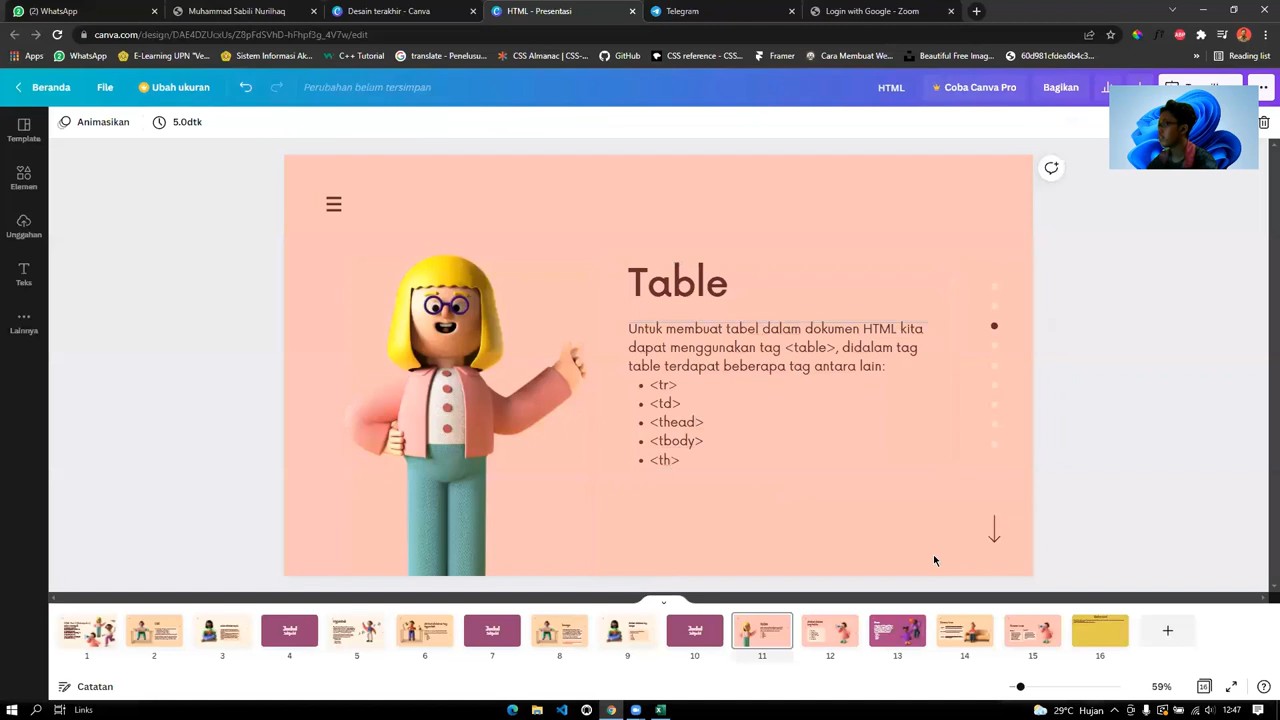 (2) WhatsApp
Muhammad Sabili Nurilhaq
Desain terakhir - Canva
HTML - Presentasi
Telegram
Login with Google - Zoom
canva.com/design/DAE4DZUcxUs/Z8pFdSVhD-hFhpf3g_4V7w/edit
Apps
WhatsApp
E-Learning UPN "Ve...
Sistem Informasi Ak...
C++ Tutorial
translate - Penelusu...
CSS Almanac | CSS-...
GitHub
CSS reference - CSS...
Framer
Cara Membuat Web...
Beautiful Free Imag...
60d981cfdea6b4c3...
»
Reading list
Beranda
File
Ubah ukuran
Perubahan belum tersimpan
HTML
Coba Canva Pro
Bagikan
Animasikan
5.0dtk
Template
Elemen
Unggahan
Teks
Lainnya
Table
Untuk membuat tabel dalam dokumen HTML kita
dapat menggunakan tag <table>, didalam tag
table terdapat beberapa tag antara lain:
• <tr>
• <td>
• <thead>
• <tbody>
• <th>
1
2
3
4
5
6
7
8
9
10
11
12
13
14
15
16
Catatan
59%
16
Links
29°C Hujan
12:47